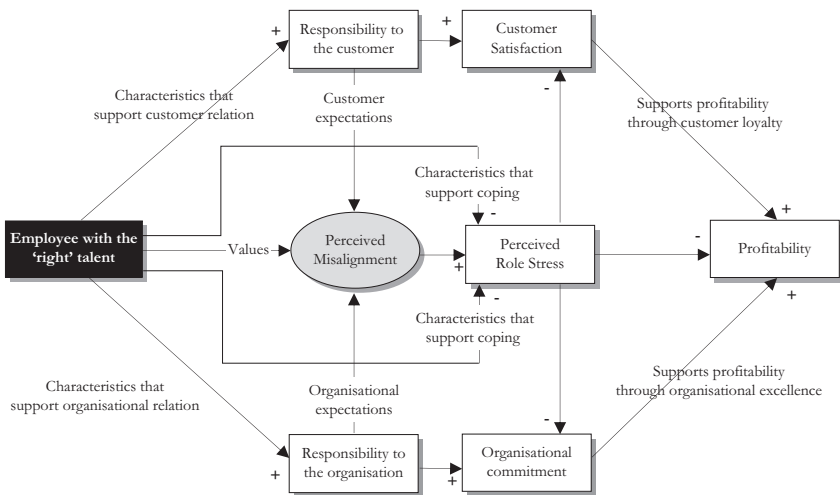 Responsibility to
the customer
+
+
Customer
Satisfaction
Characteristics that
support customer relation
Customer
expectations
-
Supports profitability
through customer loyalty
Characteristics that
support coping
-
+
Employee with the
‘right’ talent
Values
Perceived
Misalignment
+
Perceived
Role Stress
-
Profitability
-
Characteristics that
support coping
+
Characteristics that
support organisational relation
Organisational
expectations
Supports profitability
through organisational excellence
-
+
Responsibility to
the organisation
+
Organisational
commitment